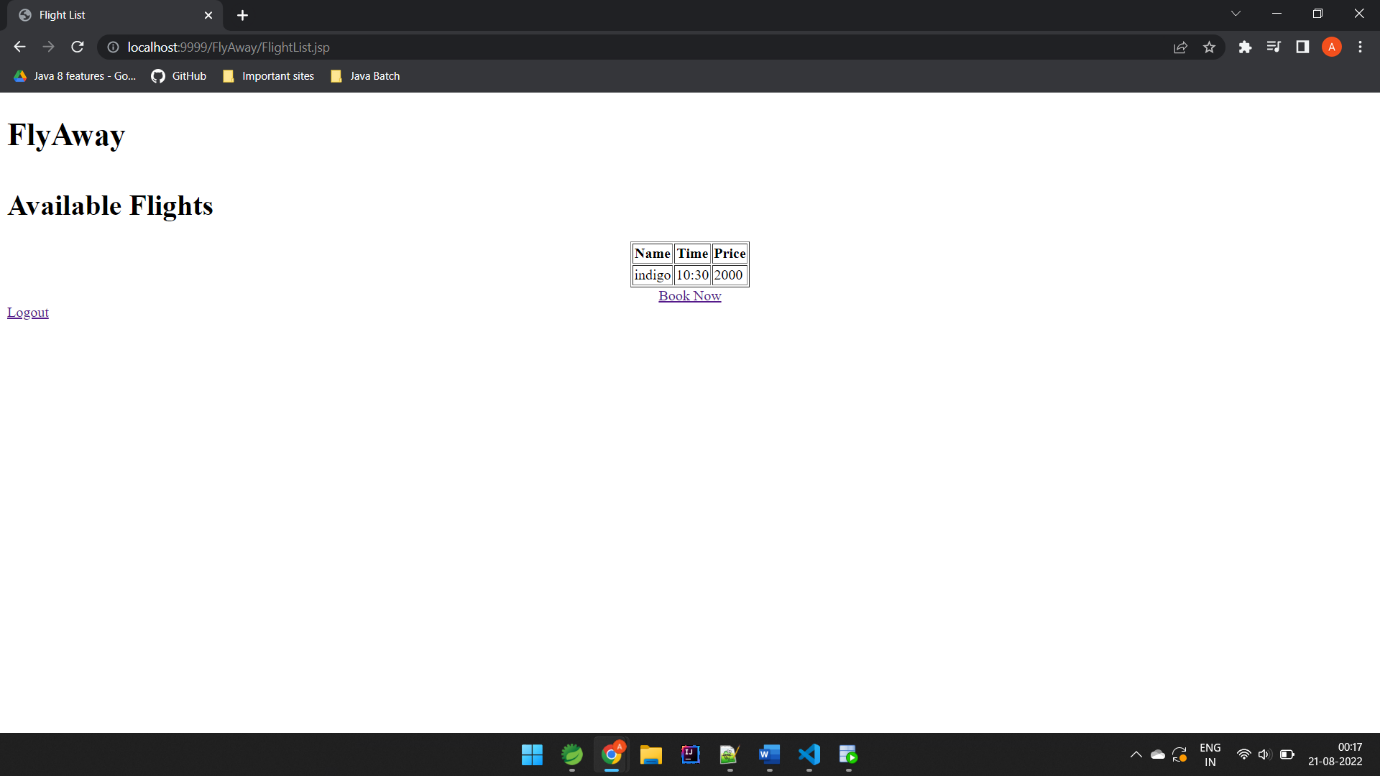 Flight List
localhost:9999/FlyAway/FlightList.jsp
A
Java 8 features - Go... GitHub Important sites Java Batch
FlyAway
Available Flights
Name Time Price
indigo 10:30 2000
Book Now
Logout
A
IJ
W
ENG
IN
00:17
21-08-2022